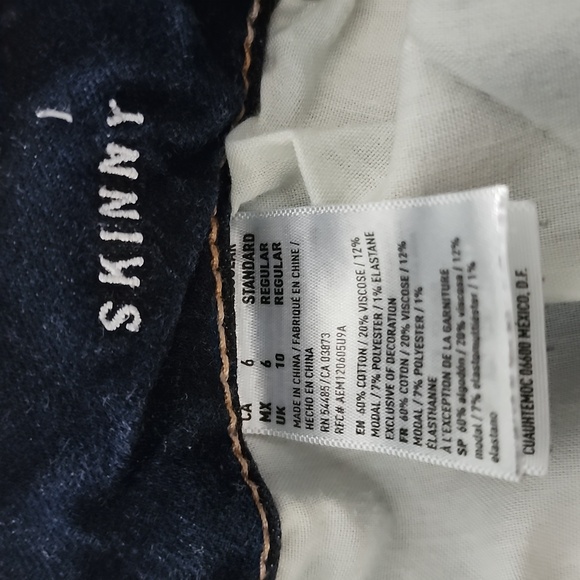 SKINNY
CA 6 STANDARD
MX 6 REGULAR
UK 10 REGULAR
MADE IN CHINA / FABRIQUÉ EN CHINE /
HECHO EN CHINA
RN 54485 / CA 03873
REF# AEM120605U9A
EN 60% COTTON / 20% VISCOSE / 12%
MODAL / 7% POLYESTER / 1% ELASTANE
EXCLUSIVE OF DECORATION
FR 60% COTON / 20% VISCOSE / 12%
MODAL / 7% POLYESTER / 1%
ÉLASTHANNE
À L'EXCEPTION DE LA GARNITURE
SP 60% algodón / 20% viscosa / 12%
modal / 7% elastomultiester / 1%
elastano
CUAUHTEMOC 06600 MEXICO, D.F.